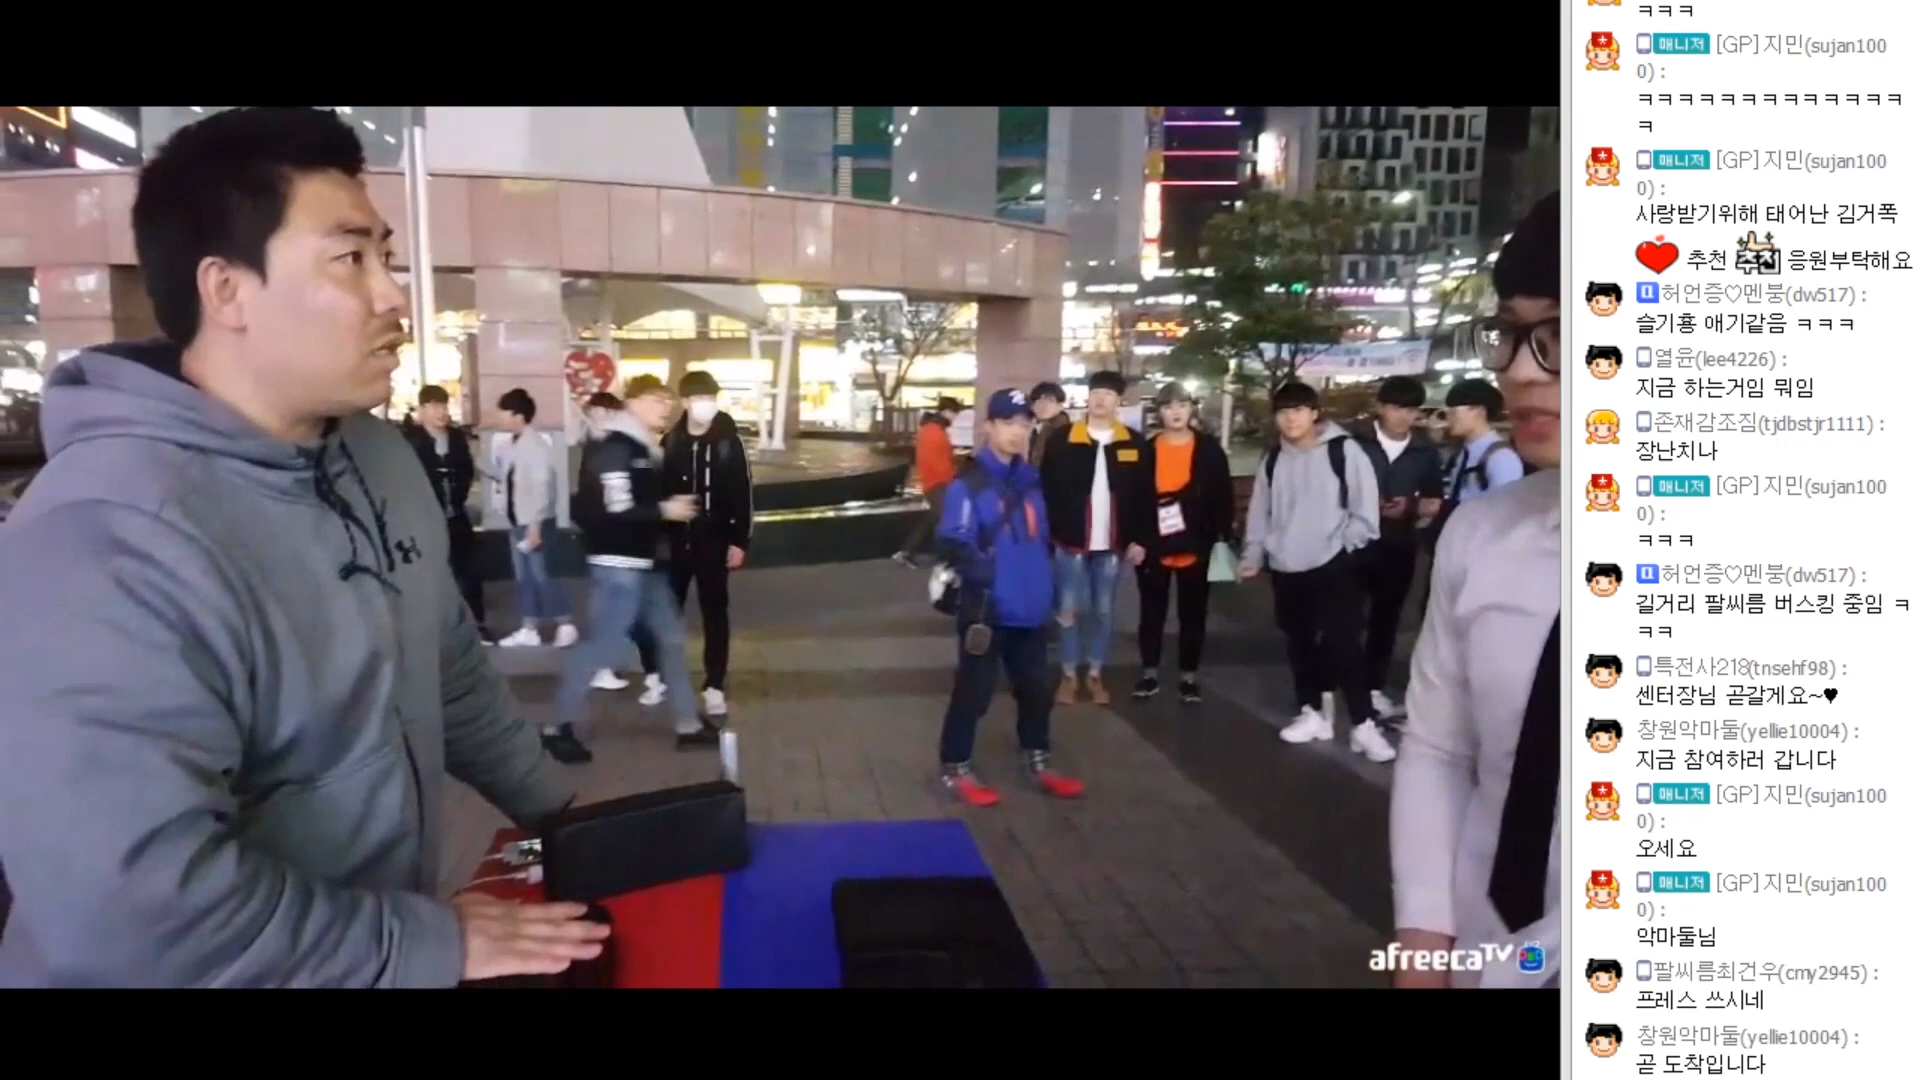 ㅋㅋㅋ
매니저 [GP]지민(sujan100
0) :
ㅋㅋㅋㅋㅋㅋㅋㅋㅋㅋㅋㅋㅋ
ㅋ
매니저 [GP]지민(sujan100
0) :
사랑받기위해 태어난 김거폭
추천 추천 응원부탁해요
허언증♡멘붕(dw517) :
슬기횽 애기같음 ㅋㅋㅋ
열윤(lee4226) :
지금 하는거임 뭐임
존재감조짐(tjdbstjr1111) :
장난치나
매니저 [GP]지민(sujan100
0) :
ㅋㅋㅋ
허언증♡멘붕(dw517) :
길거리 팔씨름 버스킹 중임 ㅋ
ㅋㅋ
특전사218(tnsehf98) :
센터장님 곧갈게요~♥
창원악마둘(yellie10004) :
지금 참여하러 갑니다
매니저 [GP]지민(sujan100
0) :
오세요
매니저 [GP]지민(sujan100
0) :
악마둘님
팔씨름최건우(cmy2945) :
프레스 쓰시네
창원악마둘(yellie10004) :
곧 도착입니다
afreecaTV